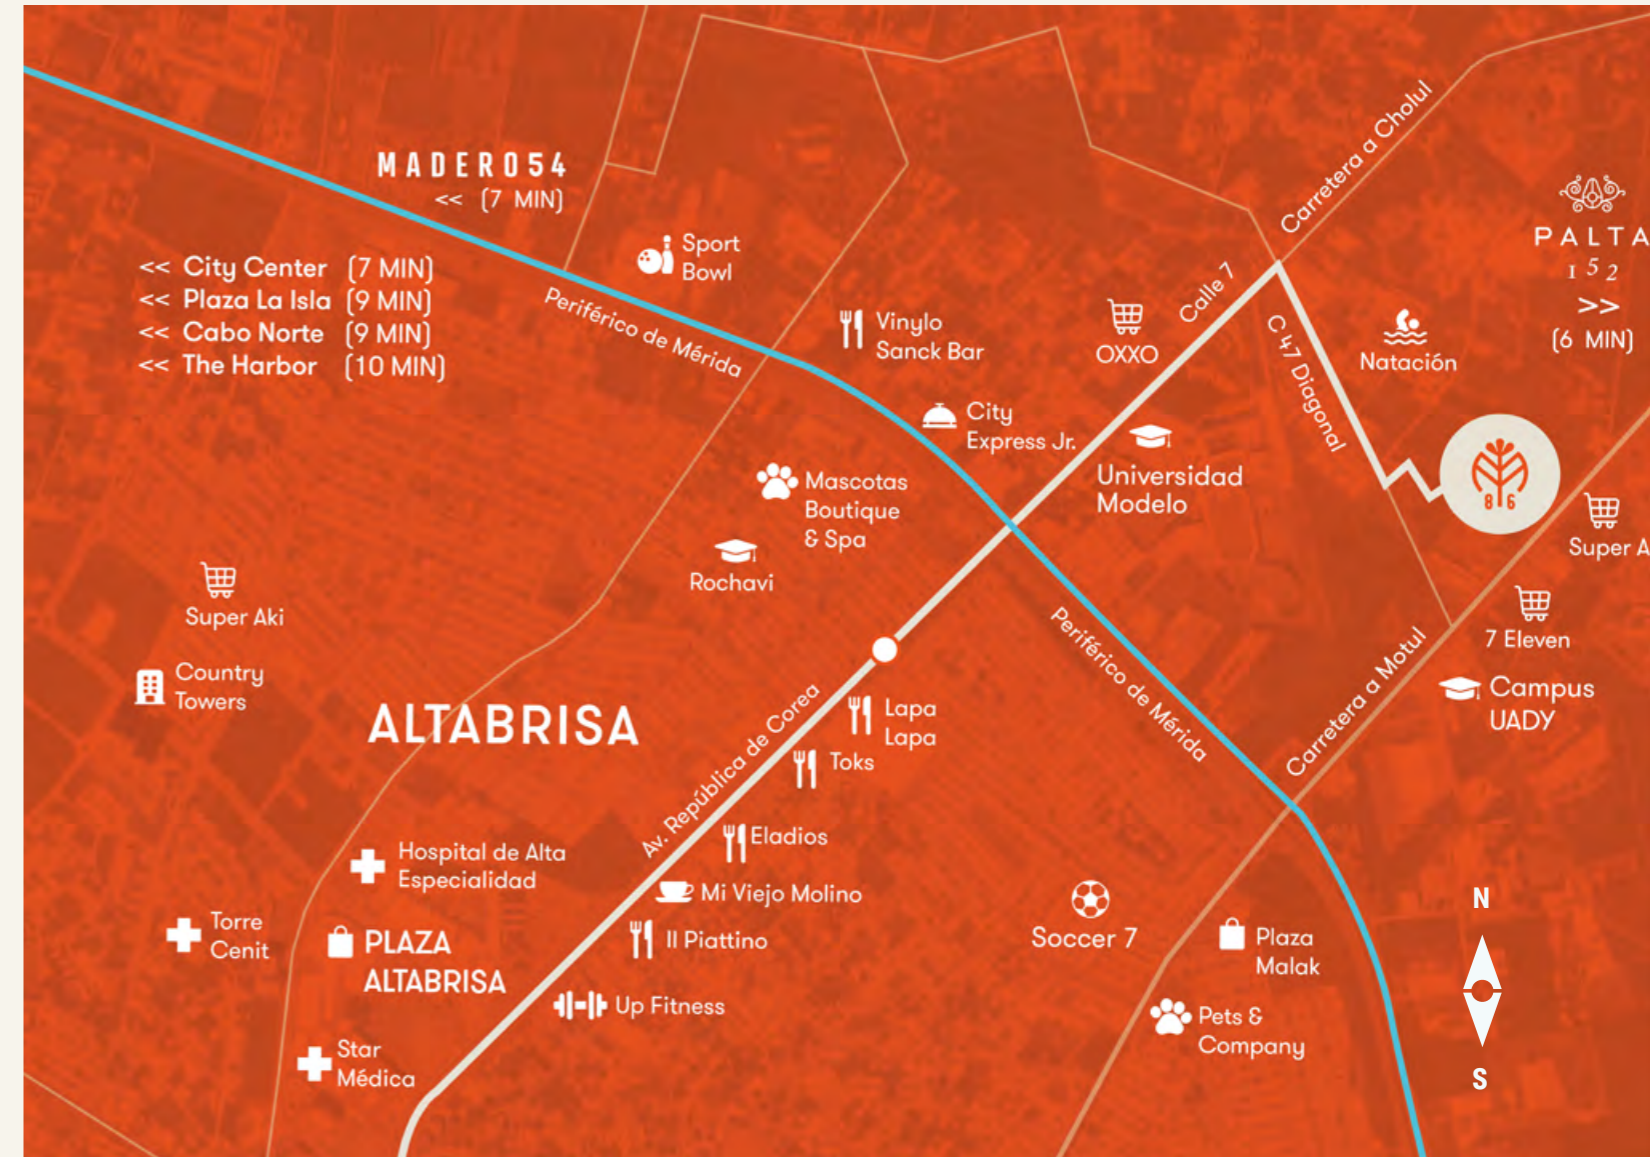 MADERO54
<< (7 MIN)
<< City Center (7 MIN)
<< Plaza La Isla (9 MIN)
<< Cabo Norte (9 MIN)
<< The Harbor (10 MIN)
Sport
Bowl
Periférico de Mérida
Vinylo
Sanck Bar
City
Express Jr.
OXXO
Calle 7
Carretera a Cholul
C 47 Diagonal
Natación
PALTA
152
>>
(6 MIN)
Universidad
Modelo
86
Super A
Mascotas
Boutique
& Spa
Rochavi
Super Aki
Country
Towers
ALTABRISA
Av. República de Corea
Lapa
Lapa
Toks
Eladios
Mi Viejo Molino
Il Piattino
Up Fitness
Periférico de Mérida
Carretera a Motul
7 Eleven
Campus
UADY
Hospital de Alta
Especialidad
Torre
Cenit
PLAZA
ALTABRISA
Star
Médica
Soccer 7
Plaza
Malak
Pets &
Company
N
S